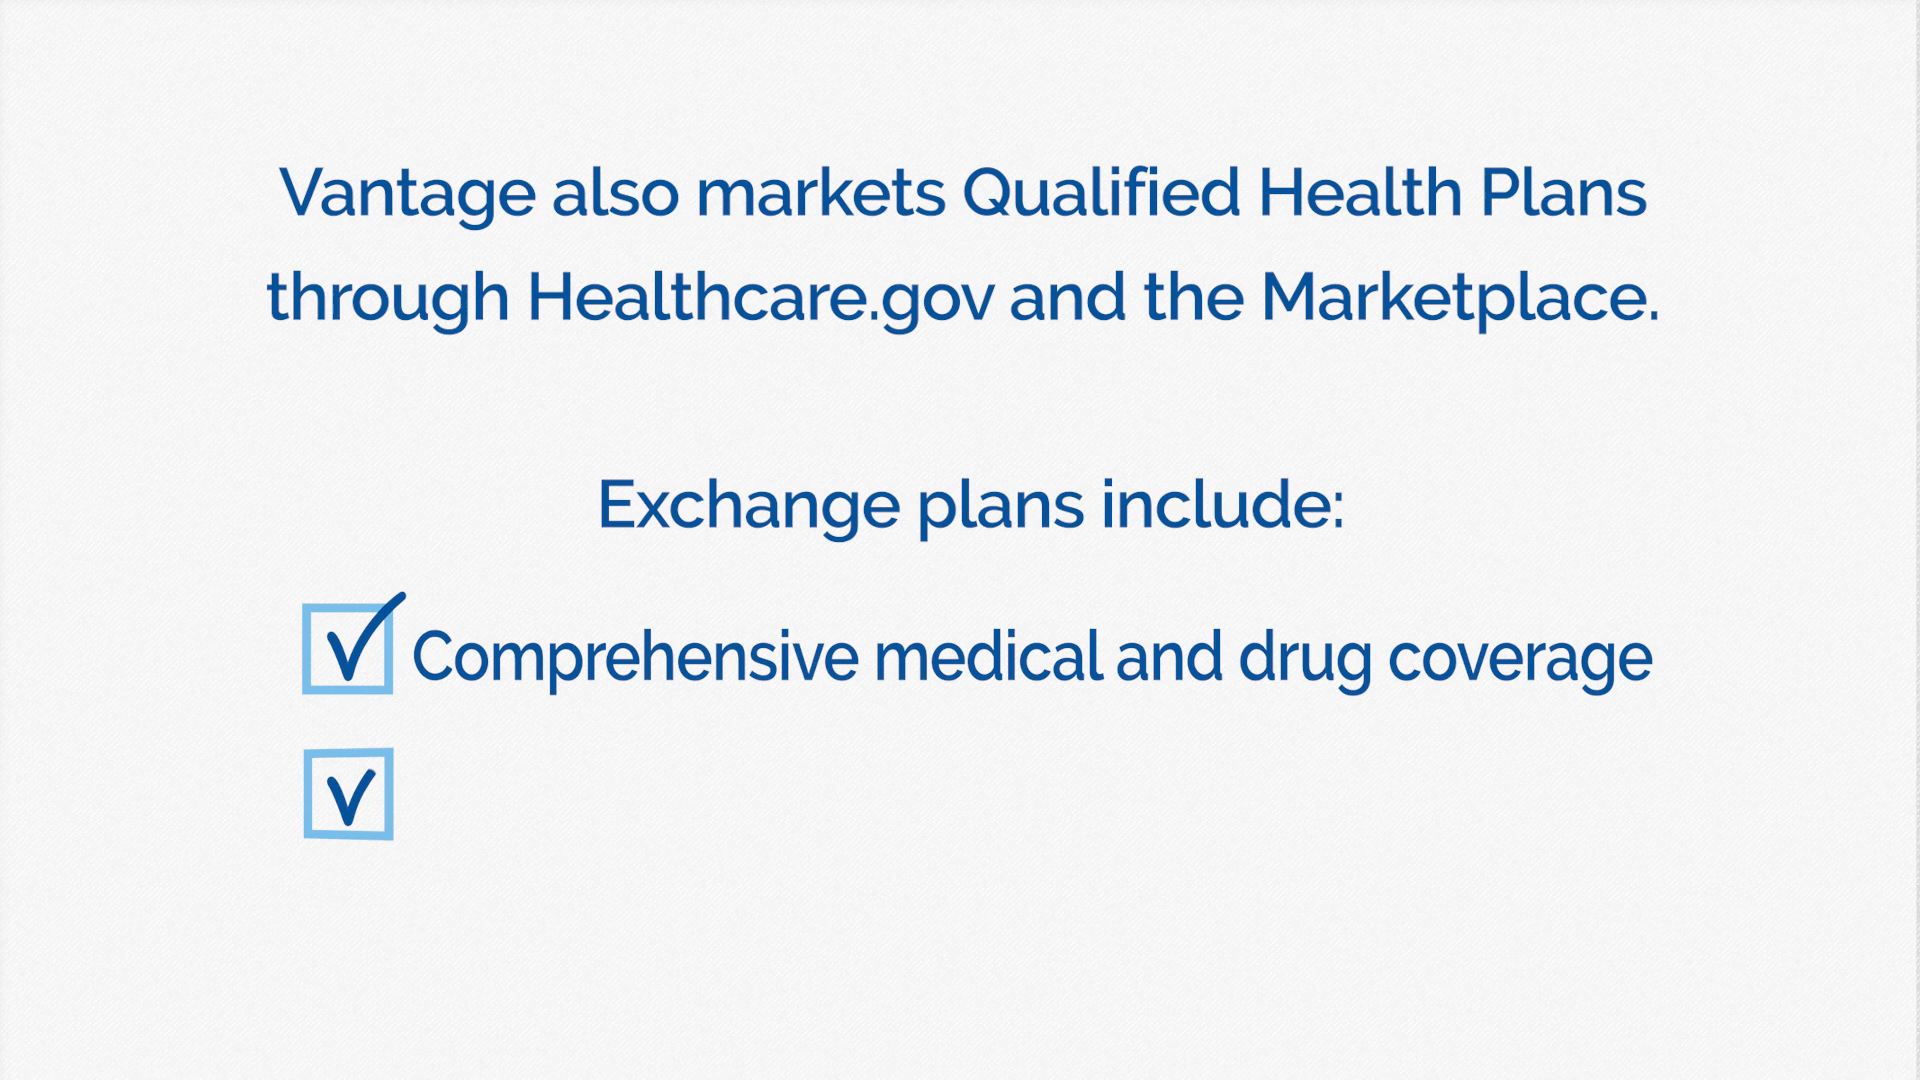 Vantage also markets Qualified Health Plans
through Healthcare.gov and the Marketplace.
Exchange plans include:
Comprehensive medical and drug coverage